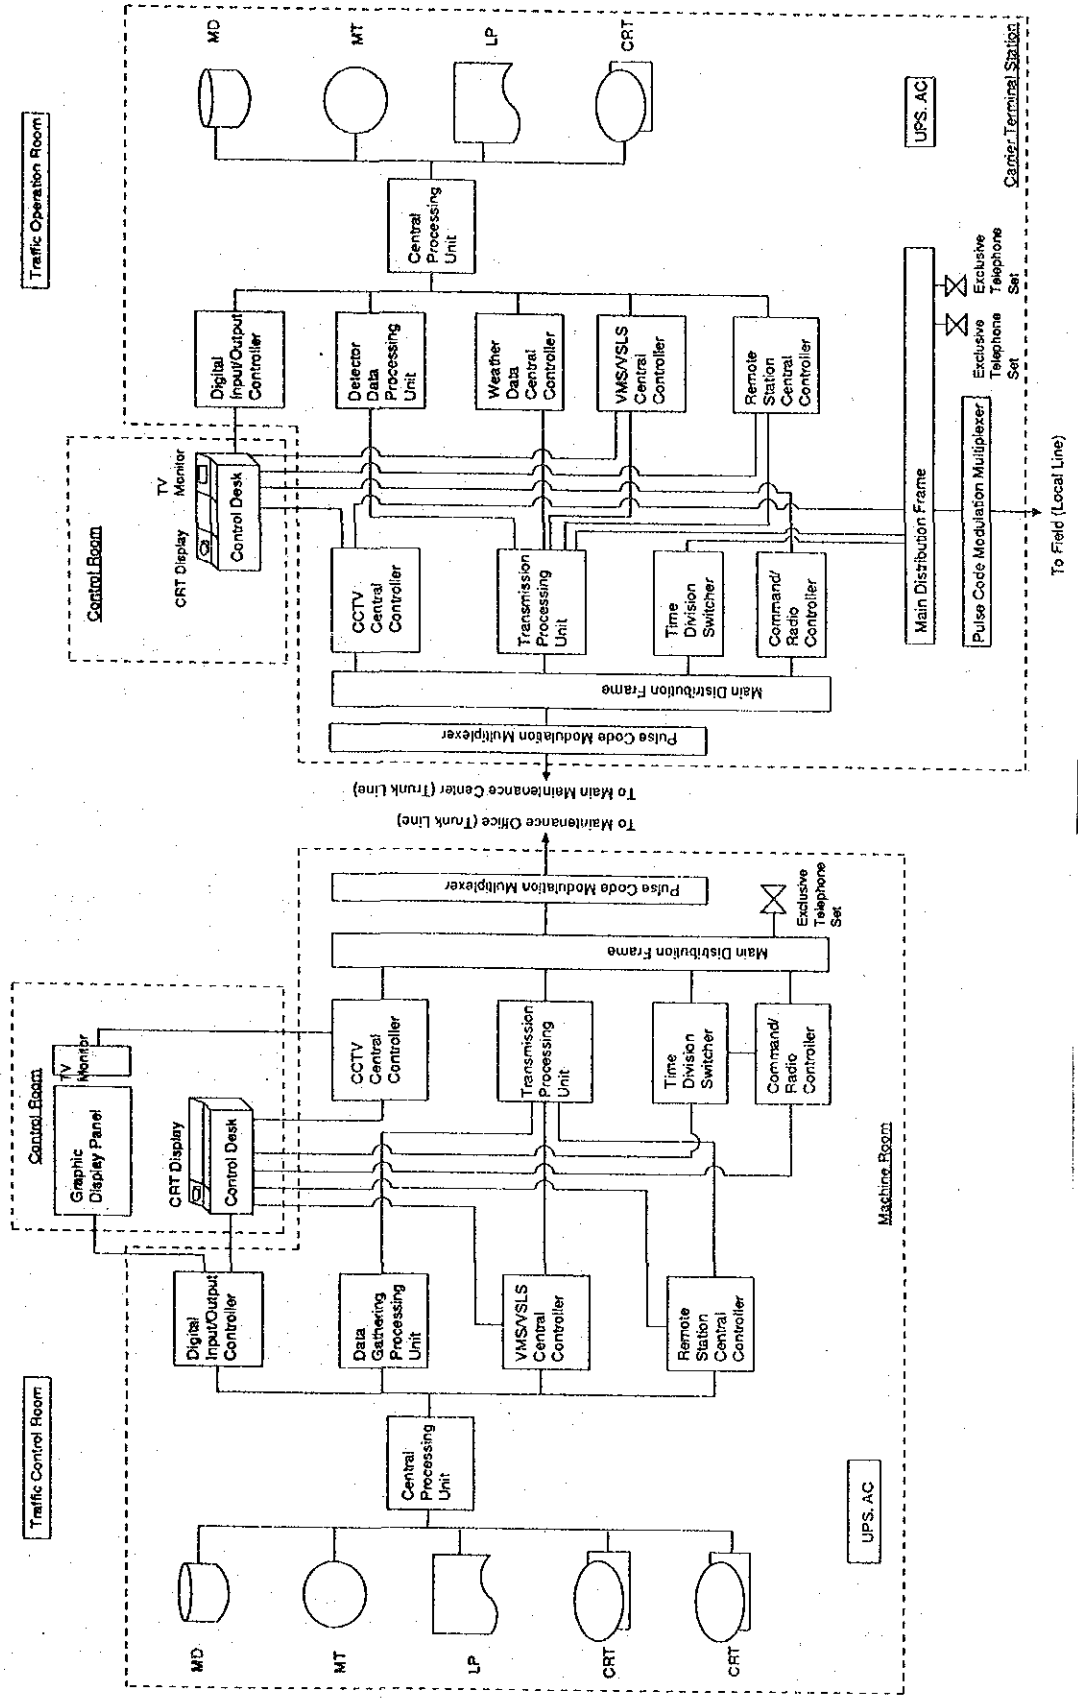 Traffic Control Room
Control Room
Graphic
Display Panel
TV
Monitor
CRT Display
Control Desk
Digital
Input/Output
Controller
MD
MT
LP
CRT
CRT
Central
Processing
Unit
Data
Gathering
Processing
Unit
VMS/VSLS
Central
Controller
Remote
Station
Central
Controller
CCTV
Central
Controller
Transmission
Processing
Unit
Time
Division
Switcher
Command/
Radio
Controller
Main Distribution Frame
Pulse Code Modulation Multiplexer
Exclusive
Telephone
Set
To Maintenance Office (Trunk Line)
UPS. AC
Machine Room
Traffic Operation Room
Control Room
CRT Display
TV
Monitor
Control Desk
Digital
Input/Output
Controller
Detector
Data
Processing
Unit
Weather
Data
Central
Controller
VMS/VSLS
Central
Controller
Remote
Station
Central
Controller
Central
Processing
Unit
MD
MT
LP
CRT
To Main Maintenance Center (Trunk Line)
Pulse Code Modulation Multiplexer
Main Distribution Frame
CCTV
Central
Controller
Transmission
Processing
Unit
Time
Division
Switcher
Command/
Radio
Controller
Main Distribution Frame
Pulse Code Modulation Multiplexer
Exclusive
Telephone
Set
Exclusive
Telephone
Set
UPS. AC
Carrier Terminal Station
To Field (Local Line)